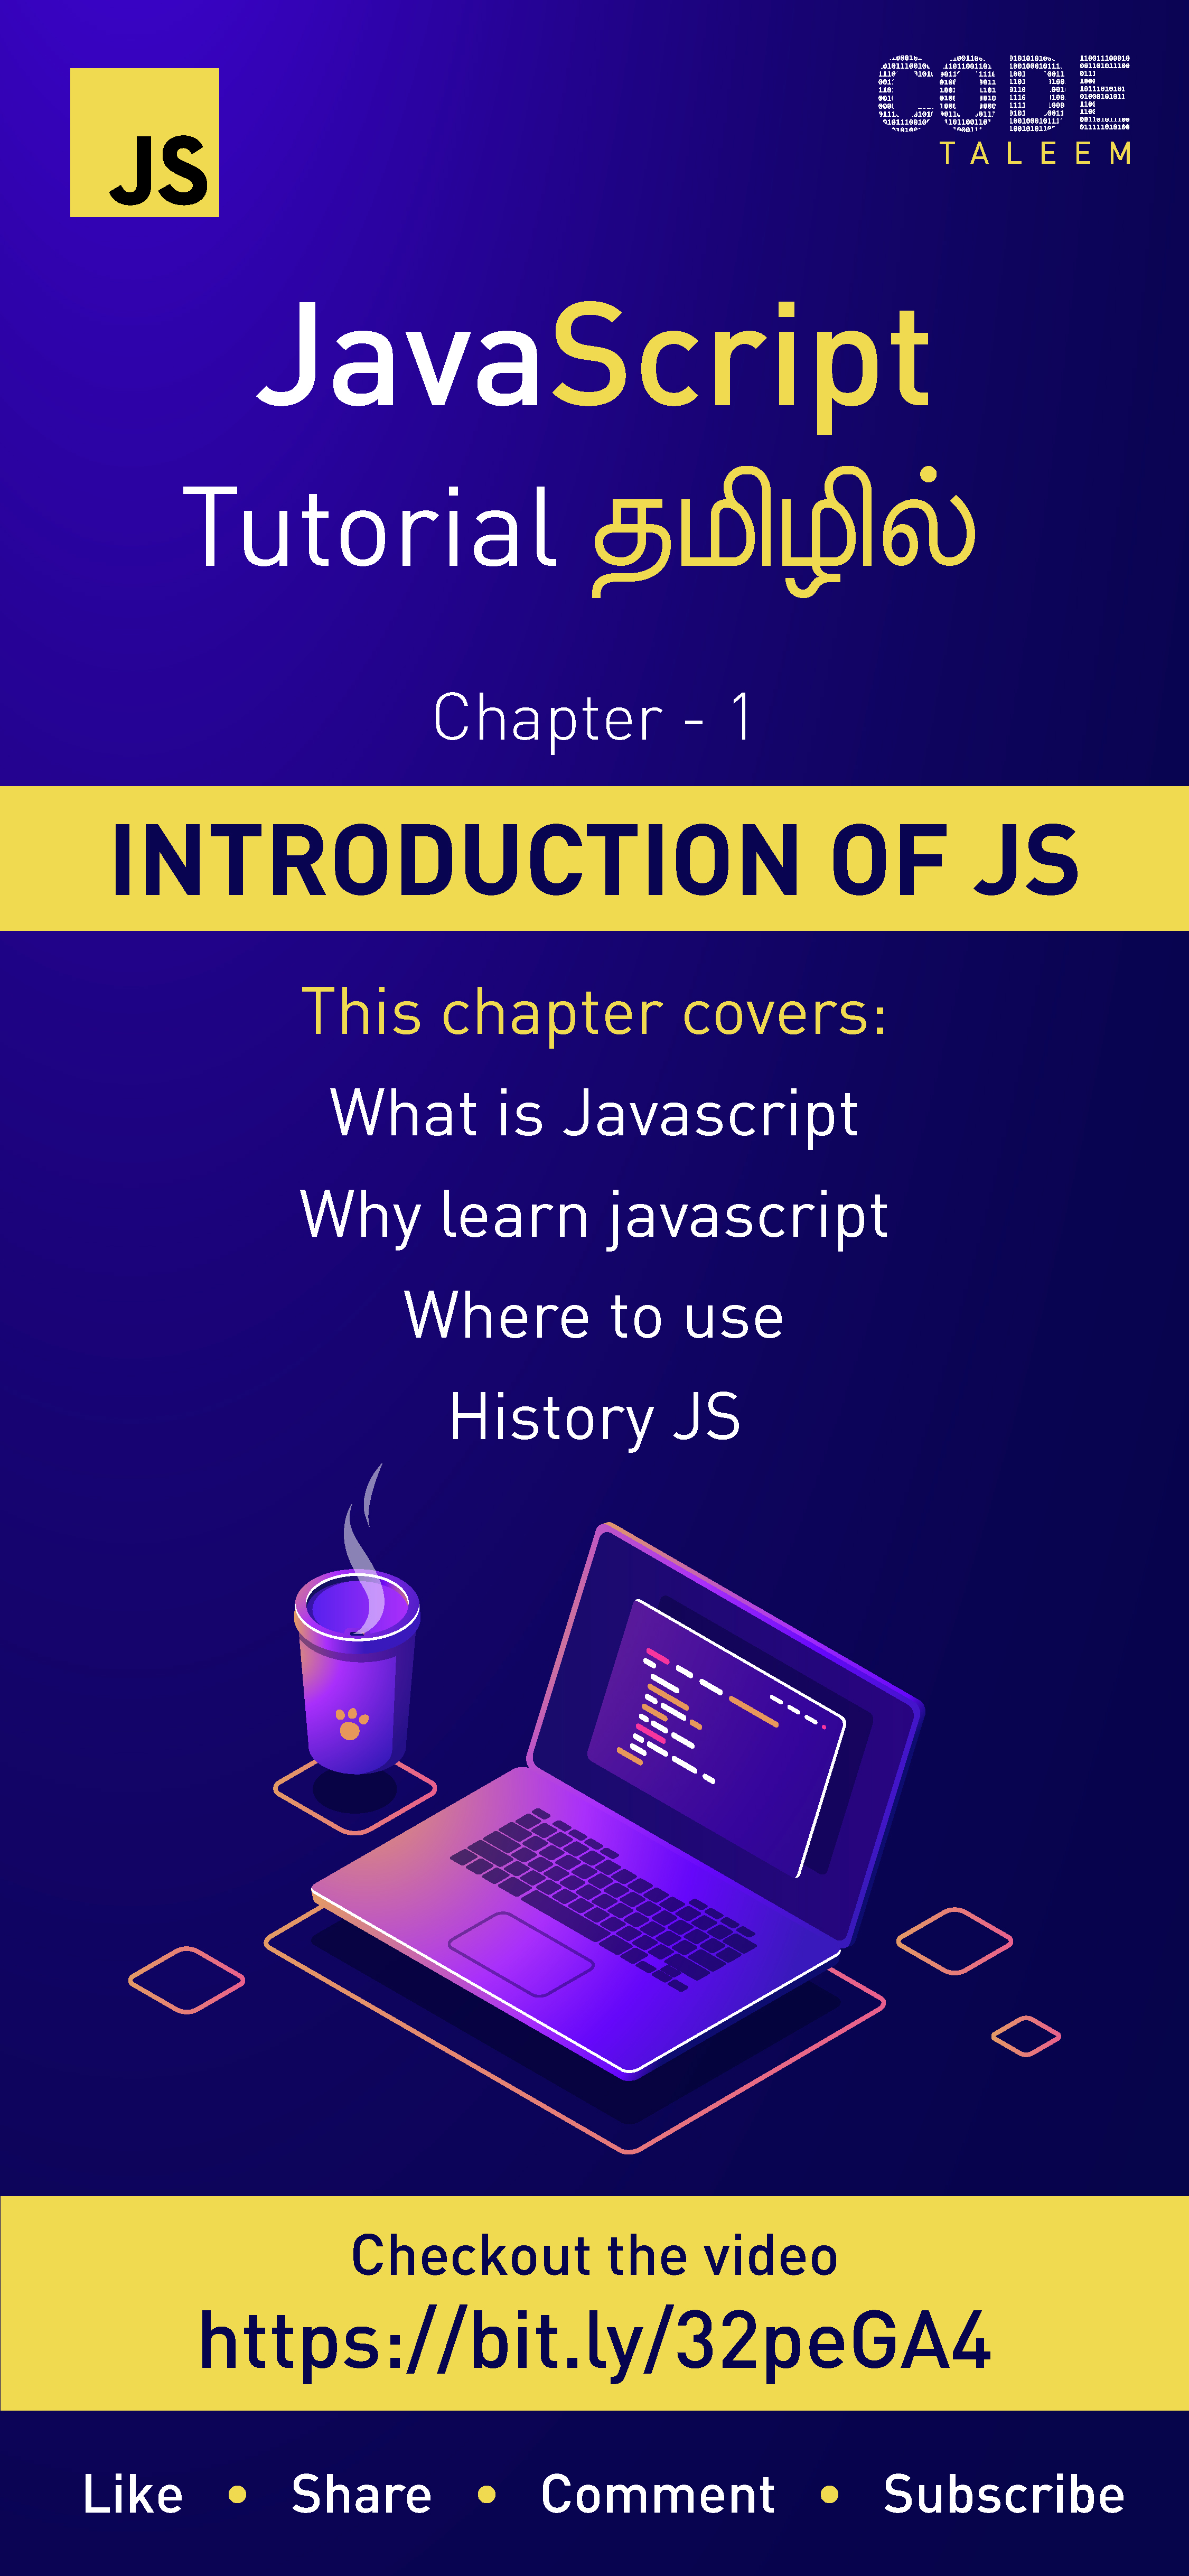 JS
CODE
TALEEM
JavaScript
Tutorial தமிழில்
Chapter - 1
INTRODUCTION OF JS
This chapter covers:
What is Javascript
Why learn javascript
Where to use
History JS
Checkout the video
https://bit.ly/32peGA4
Like • Share • Comment • Subscribe